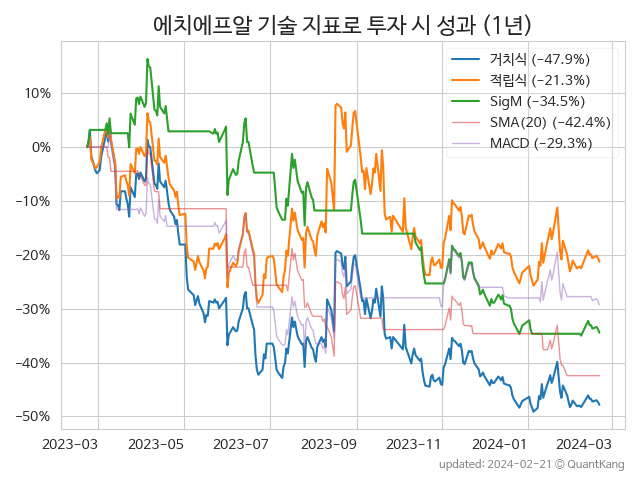 에치에프알 기술 지표로 투자 시 성과 (1년)
거치식 (−47.9%)
적립식 (−21.3%)
SigM (−34.5%)
SMA(20) (−42.4%)
MACD (−29.3%)
10%
0%
−10%
−20%
−30%
−40%
−50%
2023-03 2023-05 2023-07 2023-09 2023-11 2024-01 2024-03
updated: 2024-02-21 © QuantKang